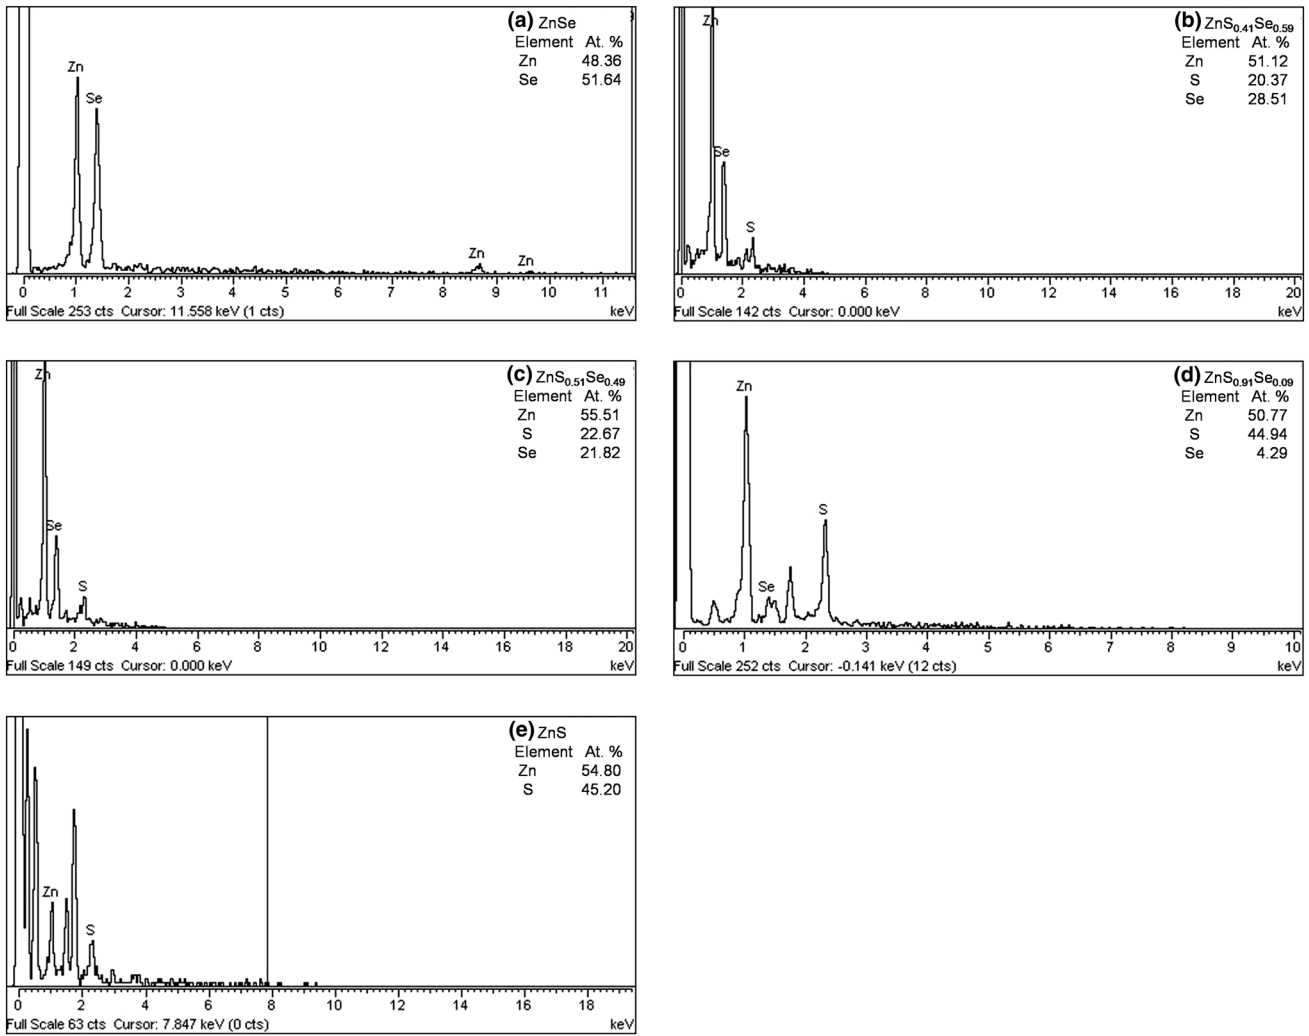 (a) ZnSe
Element At. %
Zn 48.36
Se 51.64
Zn
Se
Zn
Zn
0 1 2 3 4 5 6 7 8 9 10 11
Full Scale 253 cts Cursor: 11.558 keV (1 cts) keV
(b) ZnS0.41Se0.59
Element At. %
Zn 51.12
S 20.37
Se 28.51
Zn
Se
S
0 2 4 6 8 10 12 14 16 18 20
Full Scale 142 cts Cursor: 0.000 keV keV
(c) ZnS0.51Se0.49
Element At. %
Zn 55.51
S 22.67
Se 21.82
Zn
Se
S
0 2 4 6 8 10 12 14 16 18 20
Full Scale 149 cts Cursor: 0.000 keV keV
(d) ZnS0.91Se0.09
Element At. %
Zn 50.77
S 44.94
Se 4.29
Zn
S
Se
0 1 2 3 4 5 6 7 8 9 10
Full Scale 252 cts Cursor: -0.141 keV (12 cts) keV
(e) ZnS
Element At. %
Zn 54.80
S 45.20
Zn
S
0 2 4 6 8 10 12 14 16 18
Full Scale 63 cts Cursor: 7.847 keV (0 cts) keV